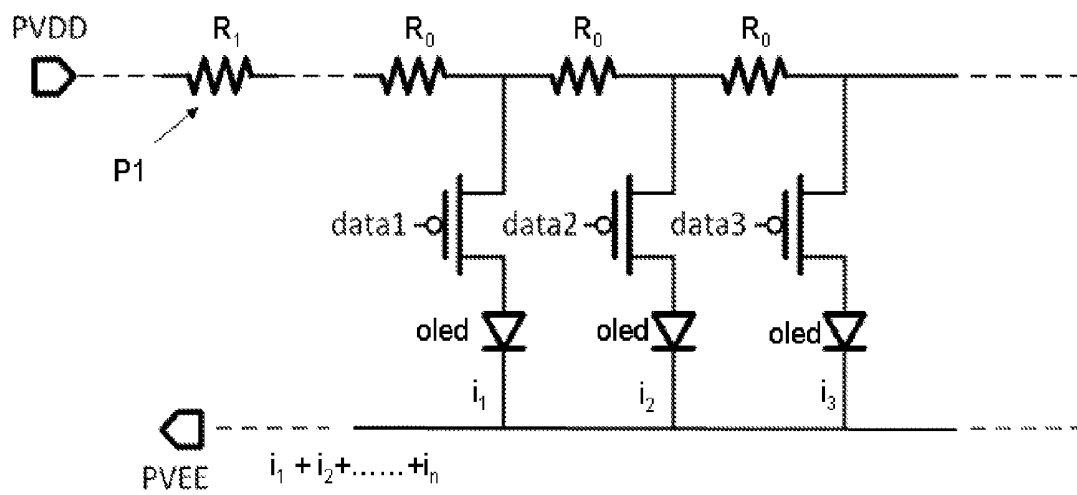 PVDD
R₁ R₀ R₀ R₀
P1
data1 data2 data3
oled oled oled
i₁ i₂ i₃
i₁ + i₂+......+iₙ
PVEE